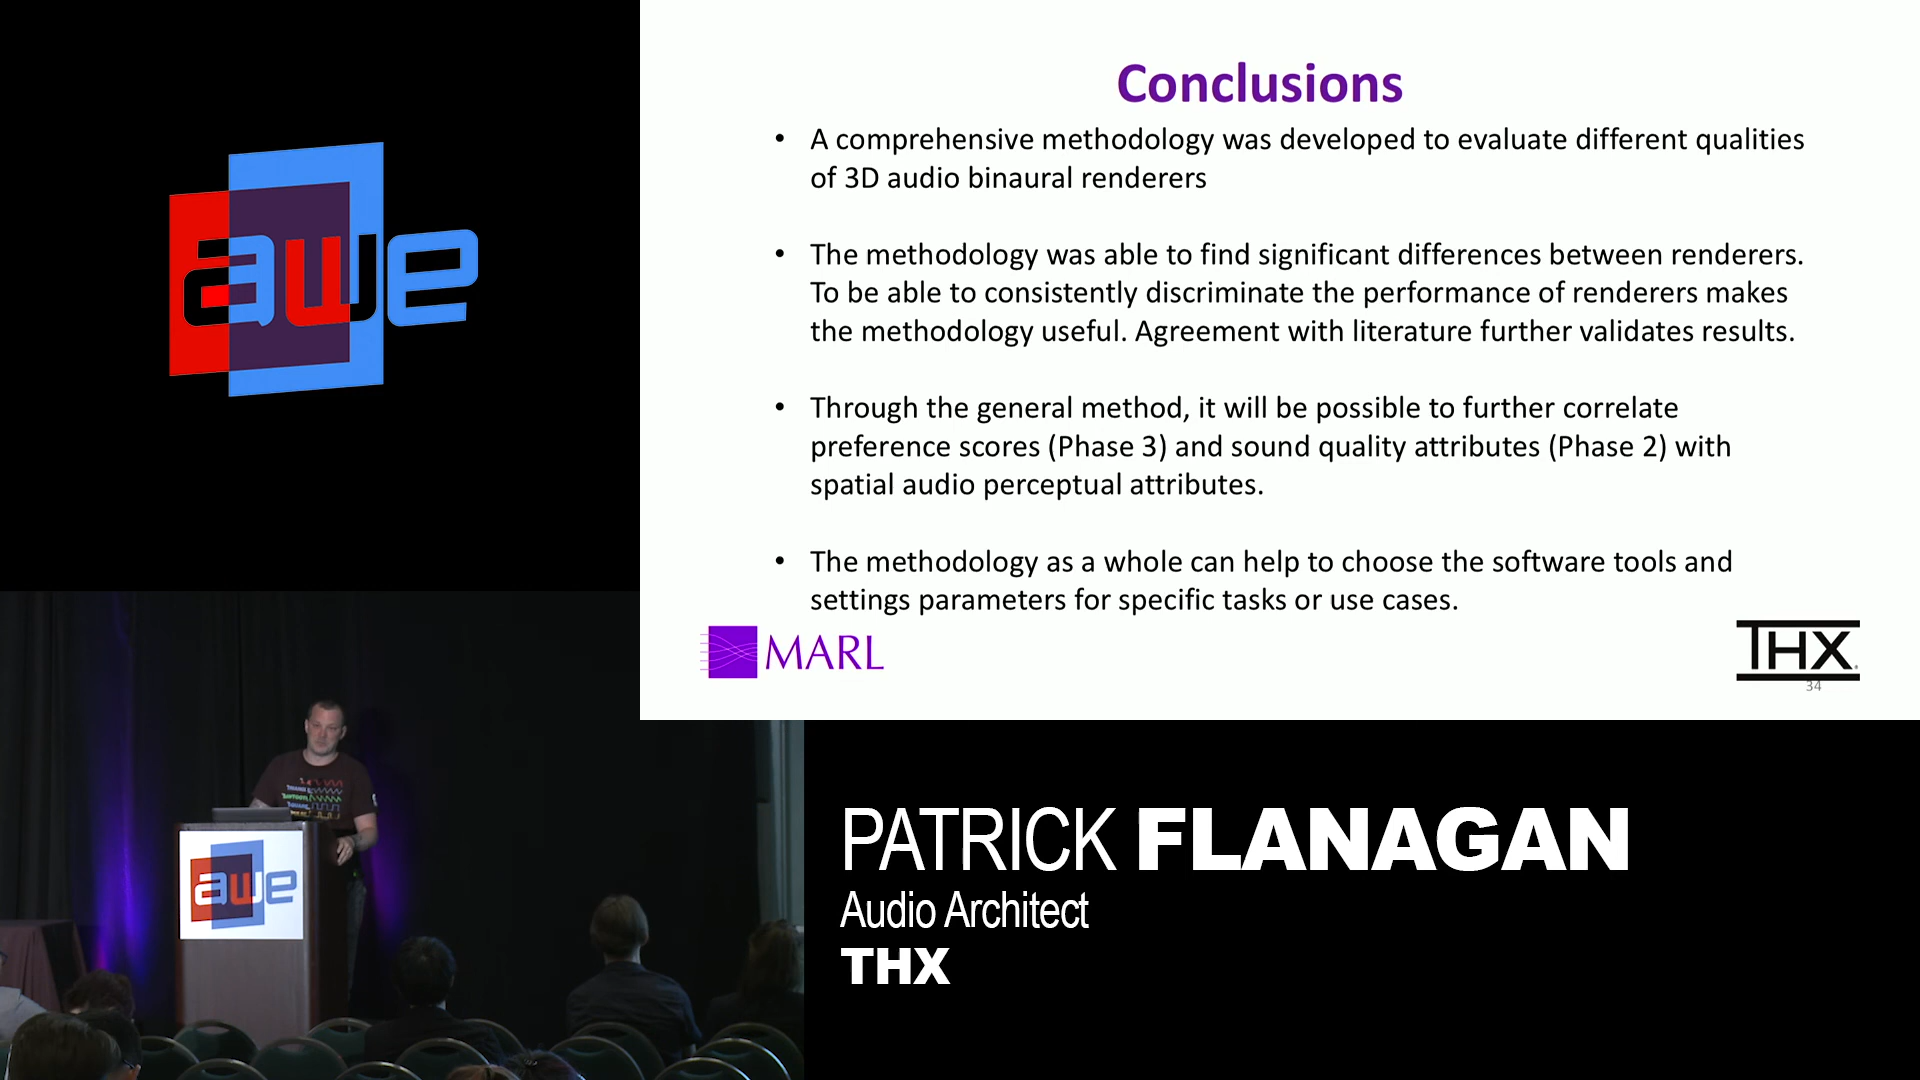 awe
Conclusions
• A comprehensive methodology was developed to evaluate different qualities
of 3D audio binaural renderers
• The methodology was able to find significant differences between renderers.
To be able to consistently discriminate the performance of renderers makes
the methodology useful. Agreement with literature further validates results.
• Through the general method, it will be possible to further correlate
preference scores (Phase 3) and sound quality attributes (Phase 2) with
spatial audio perceptual attributes.
• The methodology as a whole can help to choose the software tools and
settings parameters for specific tasks or use cases.
MARL
THX
34
awe
PATRICK FLANAGAN
Audio Architect
THX